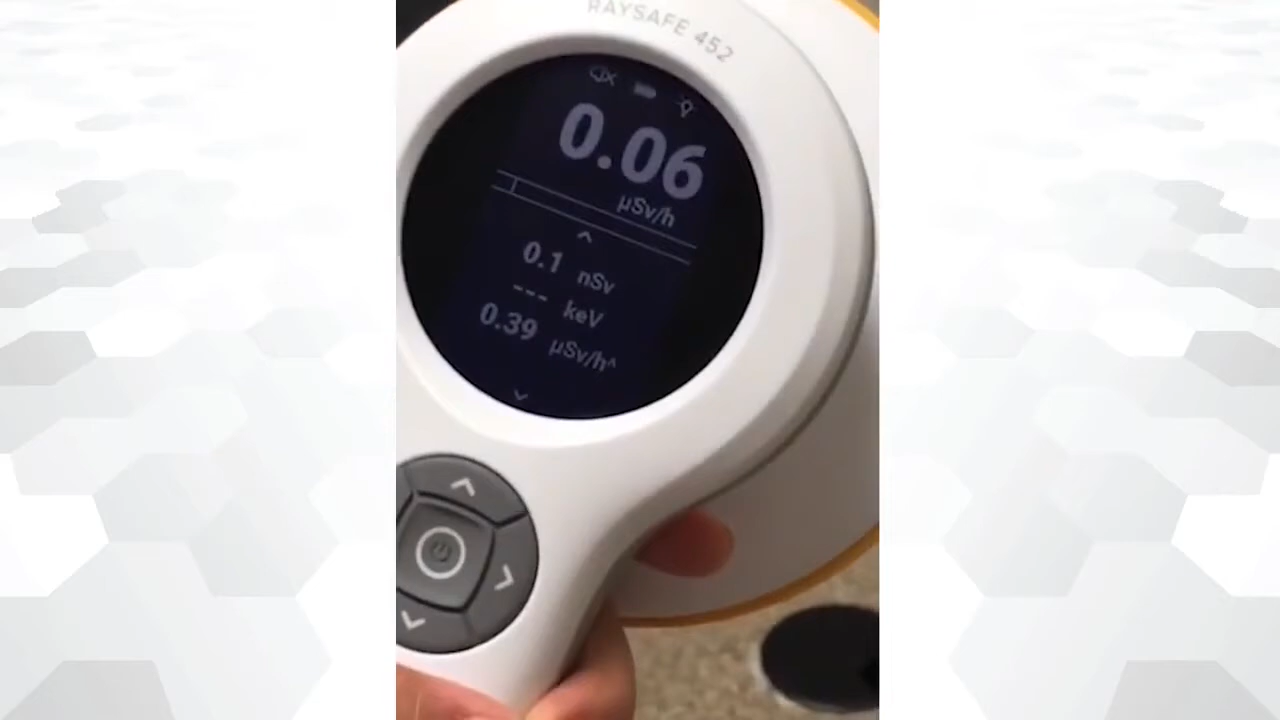 RAYSAFE 452
0.06
µSv/h
0.1 nSv
--- keV
0.39 µSv/h^